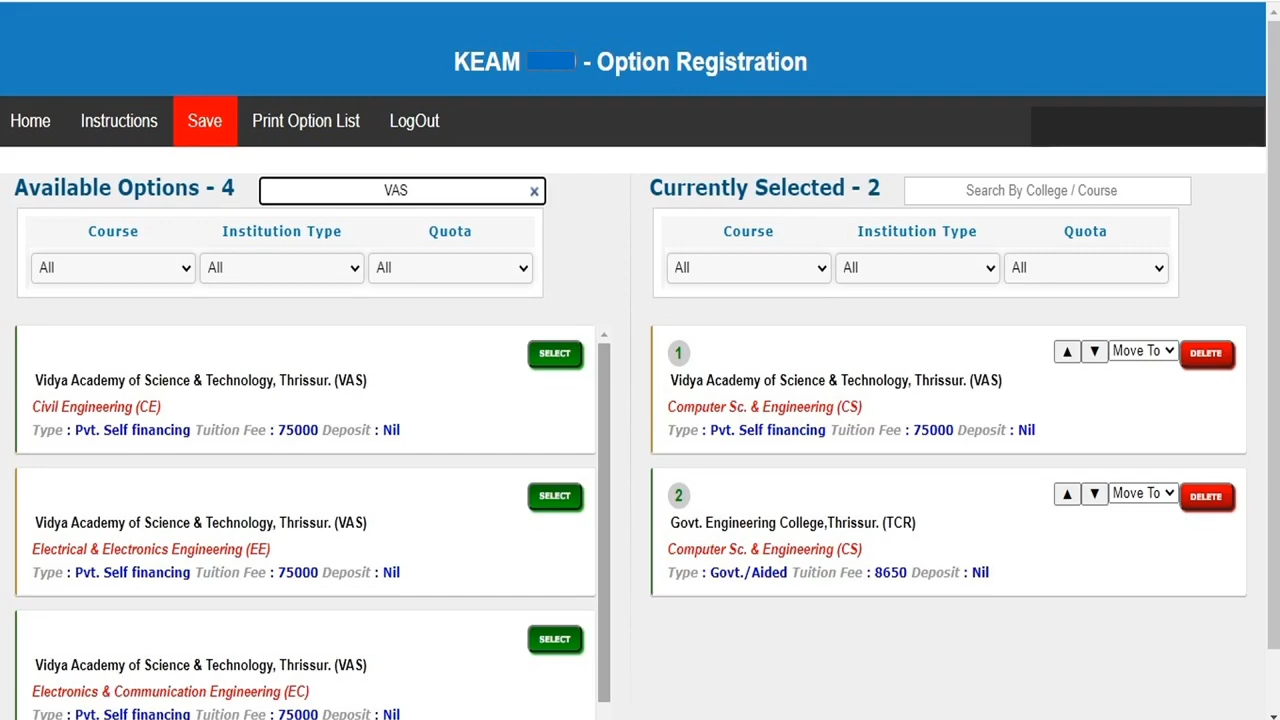 KEAM - Option Registration
Home Instructions Save Print Option List LogOut
Available Options - 4
VAS x
Course Institution Type Quota
All All All
SELECT
Vidya Academy of Science & Technology, Thrissur. (VAS)
Civil Engineering (CE)
Type : Pvt. Self financing Tuition Fee : 75000 Deposit : Nil
SELECT
Vidya Academy of Science & Technology, Thrissur. (VAS)
Electrical & Electronics Engineering (EE)
Type : Pvt. Self financing Tuition Fee : 75000 Deposit : Nil
SELECT
Vidya Academy of Science & Technology, Thrissur. (VAS)
Electronics & Communication Engineering (EC)
Type : Pvt. Self financing Tuition Fee : 75000 Deposit : Nil
Currently Selected - 2
Search By College / Course
Course Institution Type Quota
All All All
1 ▲ ▼ Move To DELETE
Vidya Academy of Science & Technology, Thrissur. (VAS)
Computer Sc. & Engineering (CS)
Type : Pvt. Self financing Tuition Fee : 75000 Deposit : Nil
2 ▲ ▼ Move To DELETE
Govt. Engineering College,Thrissur. (TCR)
Computer Sc. & Engineering (CS)
Type : Govt./Aided Tuition Fee : 8650 Deposit : Nil